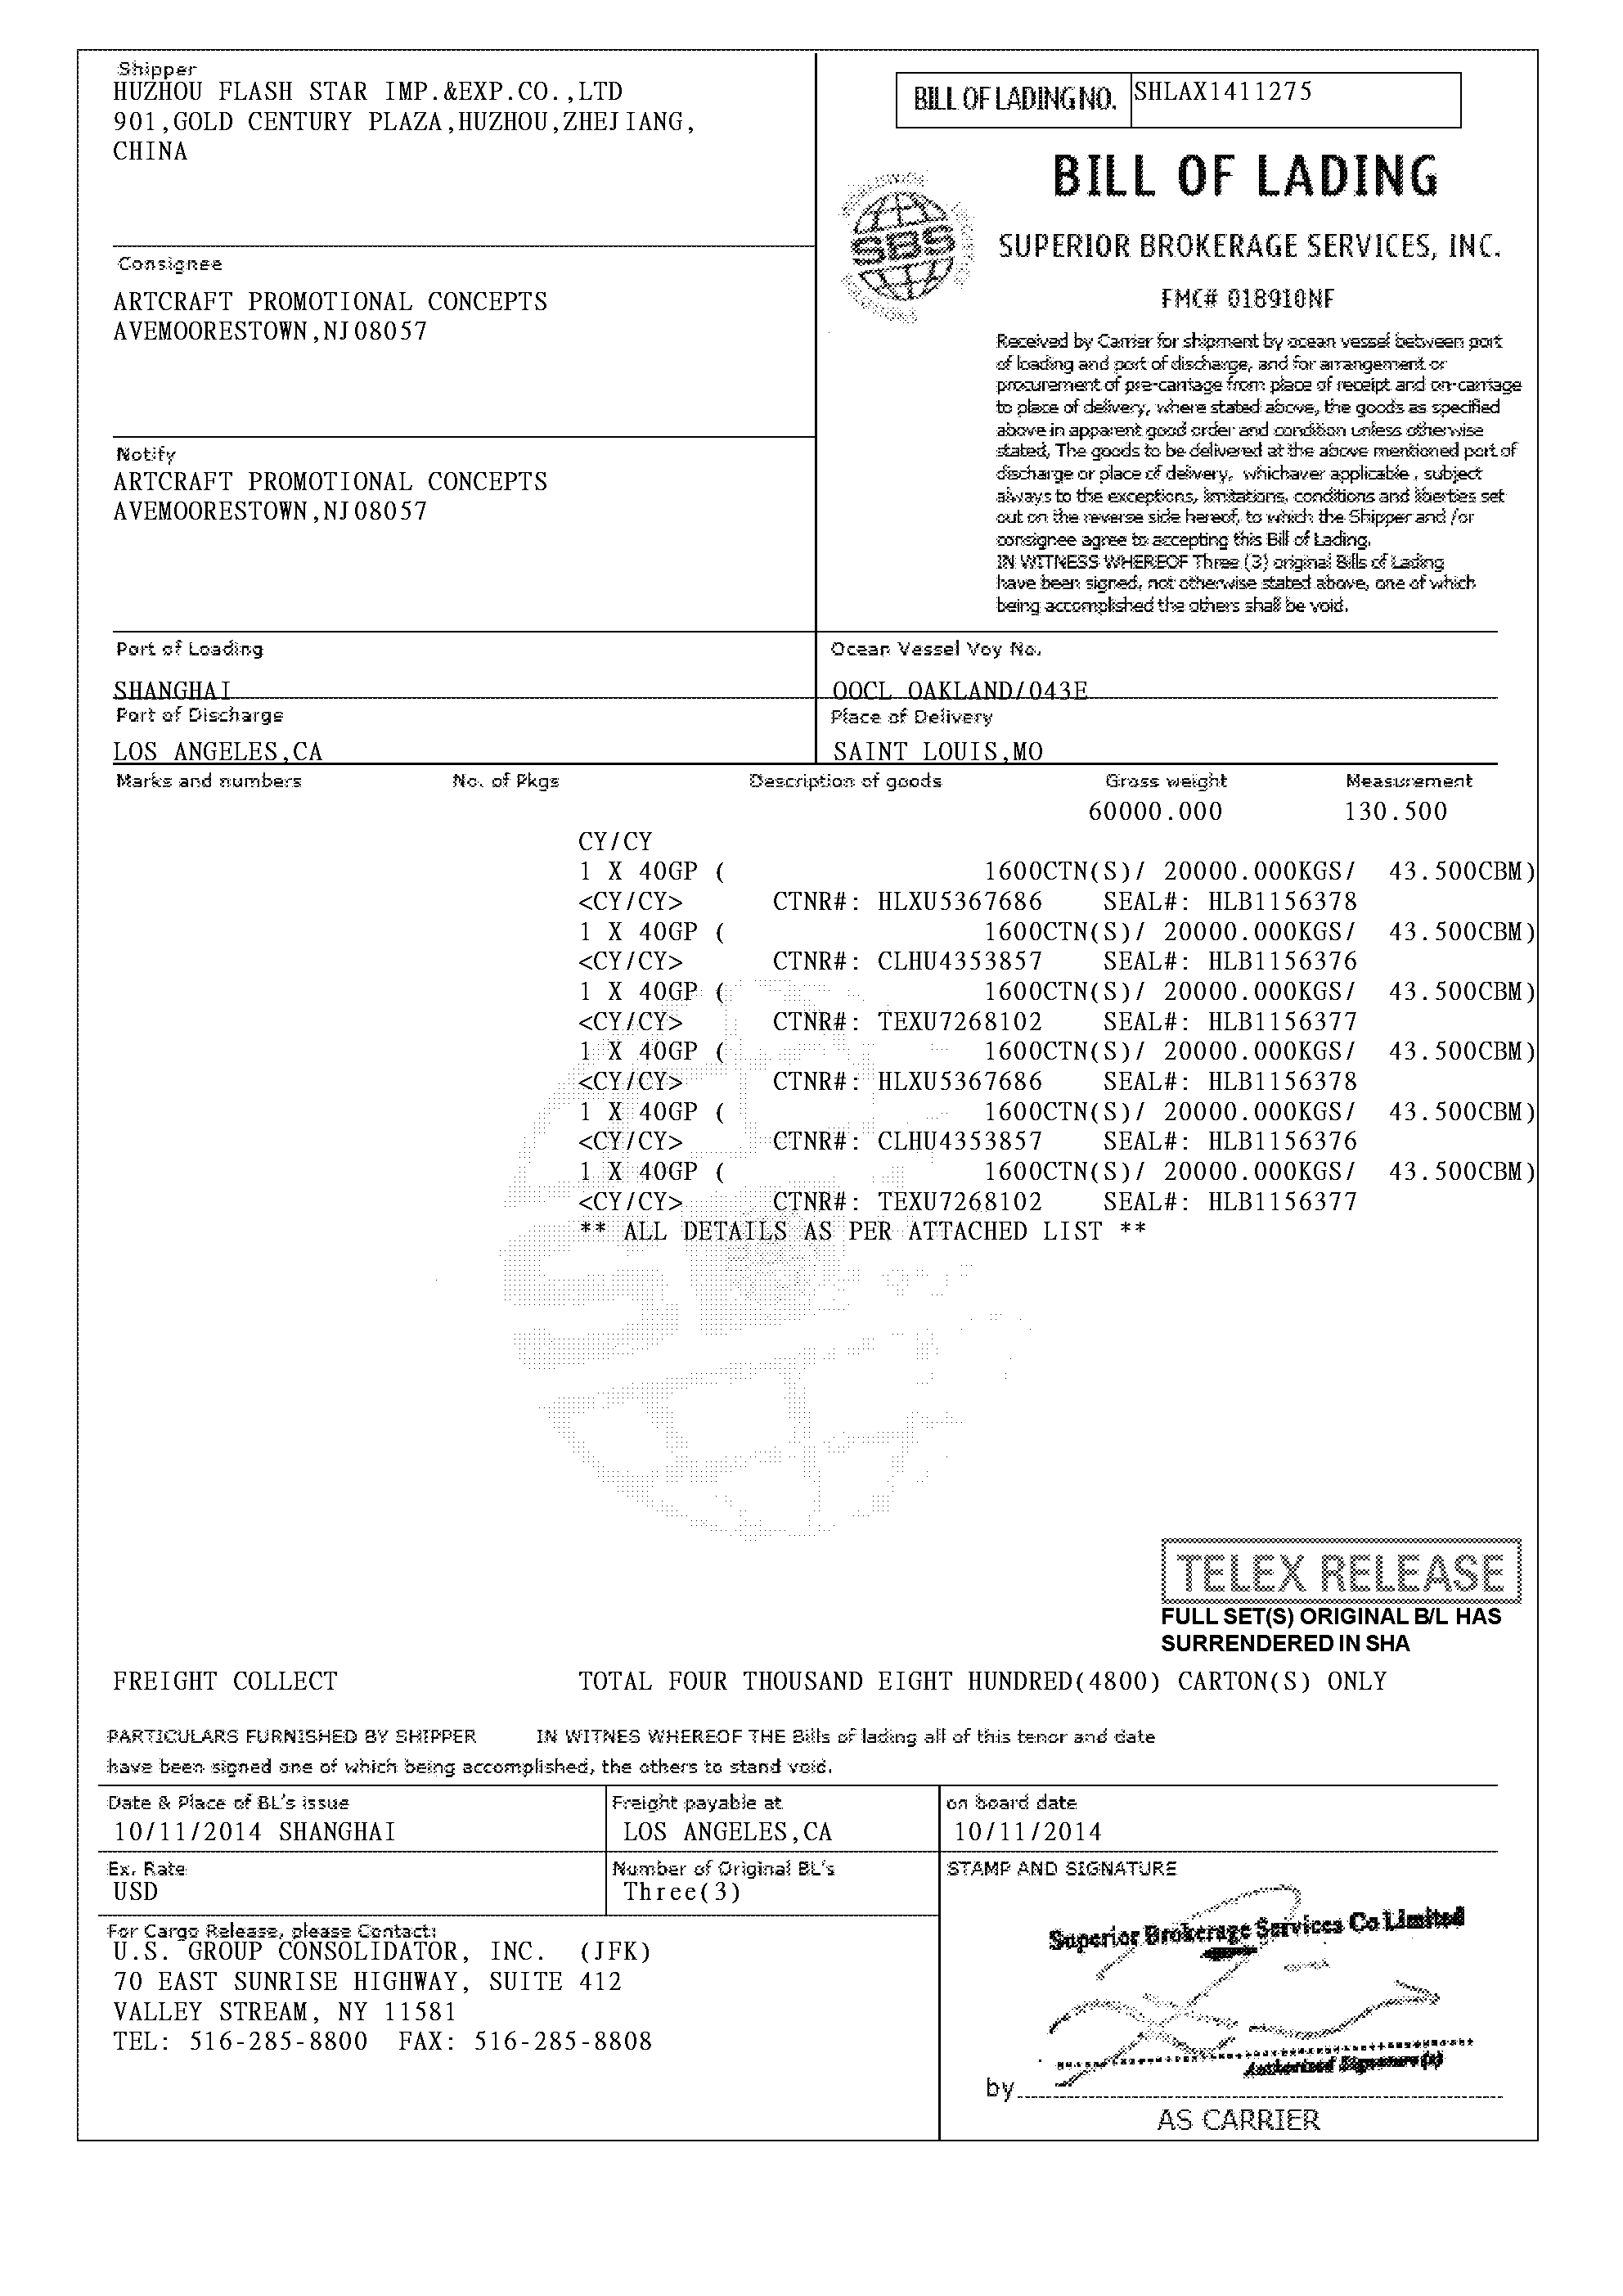 Shipper
HUZHOU FLASH STAR IMP.&EXP.CO.,LTD
901,GOLD CENTURY PLAZA,HUZHOU,ZHEJIANG,
CHINA
BILL OF LADING NO. SHLAX1411275
BILL OF LADING
SBS
SUPERIOR BROKERAGE SERVICES, INC.
FMC# 018910NF
Consignee
ARTCRAFT PROMOTIONAL CONCEPTS
AVEMOORESTOWN,NJ08057
Notify
ARTCRAFT PROMOTIONAL CONCEPTS
AVEMOORESTOWN,NJ08057
Received by Carrier for shipment by ocean vessel between port
of loading and port of discharge, and for arrangement or
procurement of pre-carriage from place of receipt and on-carriage
to place of delivery, where stated above, the goods as specified
above in apparent good order and condition unless otherwise
stated, The goods to be delivered at the above mentioned port of
discharge or place of delivery, whichaver applicable , subject
always to the exceptions, limitations, conditions and liberties set
out on the reverse side hereof, to which the Shipper and /or
consignee agree to accepting this Bill of Lading.
IN WITNESS WHEREOF Three (3) original Bills of Lading
have been signed, not otherwise stated above, one of which
being accomplished the others shall be void.
Port of Loading Ocean Vessel Voy No.
SHANGHAI OOCL OAKLAND/043E
Port of Discharge Place of Delivery
LOS ANGELES,CA SAINT LOUIS,MO
Marks and numbers No. of Pkgs Description of goods Gross weight Measurement
60000.000 130.500
CY/CY
1 X 40GP ( 1600CTN(S)/ 20000.000KGS/ 43.500CBM)
<CY/CY> CTNR#: HLXU5367686 SEAL#: HLB1156378
1 X 40GP ( 1600CTN(S)/ 20000.000KGS/ 43.500CBM)
<CY/CY> CTNR#: CLHU4353857 SEAL#: HLB1156376
1 X 40GP ( 1600CTN(S)/ 20000.000KGS/ 43.500CBM)
<CY/CY> CTNR#: TEXU7268102 SEAL#: HLB1156377
1 X 40GP ( 1600CTN(S)/ 20000.000KGS/ 43.500CBM)
<CY/CY> CTNR#: HLXU5367686 SEAL#: HLB1156378
1 X 40GP ( 1600CTN(S)/ 20000.000KGS/ 43.500CBM)
<CY/CY> CTNR#: CLHU4353857 SEAL#: HLB1156376
1 X 40GP ( 1600CTN(S)/ 20000.000KGS/ 43.500CBM)
<CY/CY> CTNR#: TEXU7268102 SEAL#: HLB1156377
** ALL DETAILS AS PER ATTACHED LIST **
TELEX RELEASE
FULL SET(S) ORIGINAL B/L HAS
SURRENDERED IN SHA
FREIGHT COLLECT TOTAL FOUR THOUSAND EIGHT HUNDRED(4800) CARTON(S) ONLY
PARTICULARS FURNISHED BY SHIPPER IN WITNES WHEREOF THE Bills of lading all of this tenor and date
have been signed one of which being accomplished, the others to stand void.
Date & Place of BL's issue Freight payable at on board date
10/11/2014 SHANGHAI LOS ANGELES,CA 10/11/2014
Ex. Rate Number of Original BL's STAMP AND SIGNATURE
USD Three(3)
For Cargo Release, please Contact:
U.S. GROUP CONSOLIDATOR, INC. (JFK)
70 EAST SUNRISE HIGHWAY, SUITE 412
VALLEY STREAM, NY 11581
TEL: 516-285-8800 FAX: 516-285-8808
Superior Brokerage Services Co Limited
Authorized Signature(s)
by
AS CARRIER